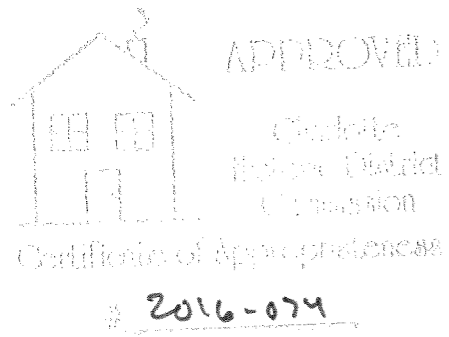 APPROVED
Charlotte
Historic District
Commission
Certificate of Appropriateness
# 2016-074